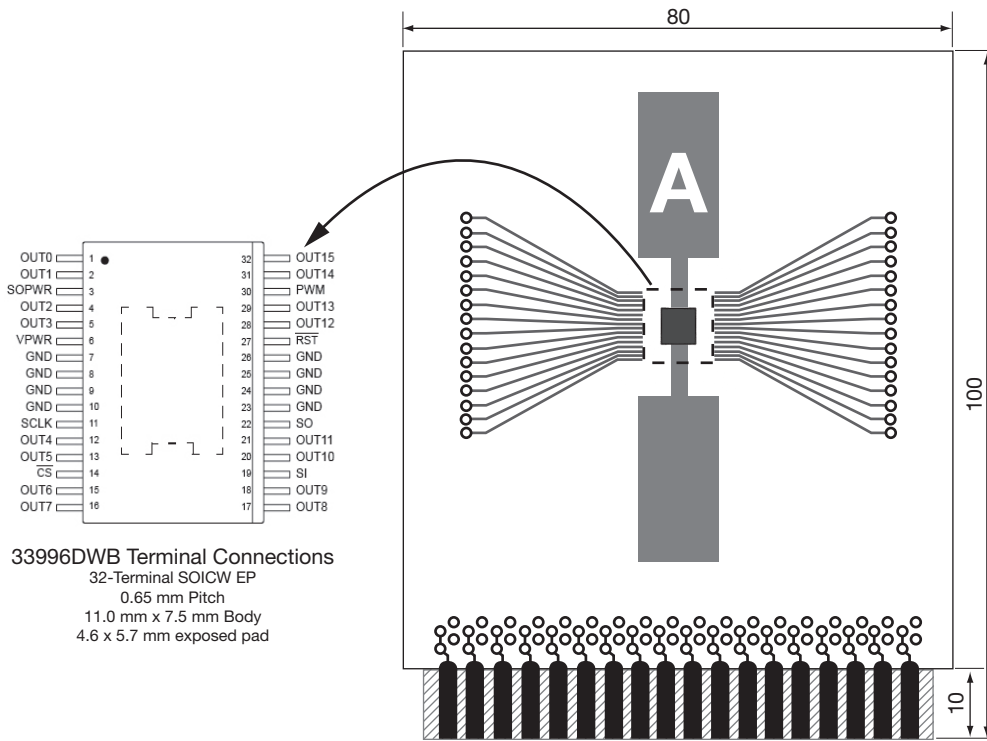 80
A
100
10
OUT0 1 32 OUT15
OUT1 2 31 OUT14
SOPWR 3 30 PWM
OUT2 4 29 OUT13
OUT3 5 28 OUT12
VPWR 6 27 R̅S̅T̅
GND 7 26 GND
GND 8 25 GND
GND 9 24 GND
GND 10 23 GND
SCLK 11 22 SO
OUT4 12 21 OUT11
OUT5 13 20 OUT10
C̅S̅ 14 19 SI
OUT6 15 18 OUT9
OUT7 16 17 OUT8
33996DWB Terminal Connections
32-Terminal SOICW EP
0.65 mm Pitch
11.0 mm x 7.5 mm Body
4.6 x 5.7 mm exposed pad